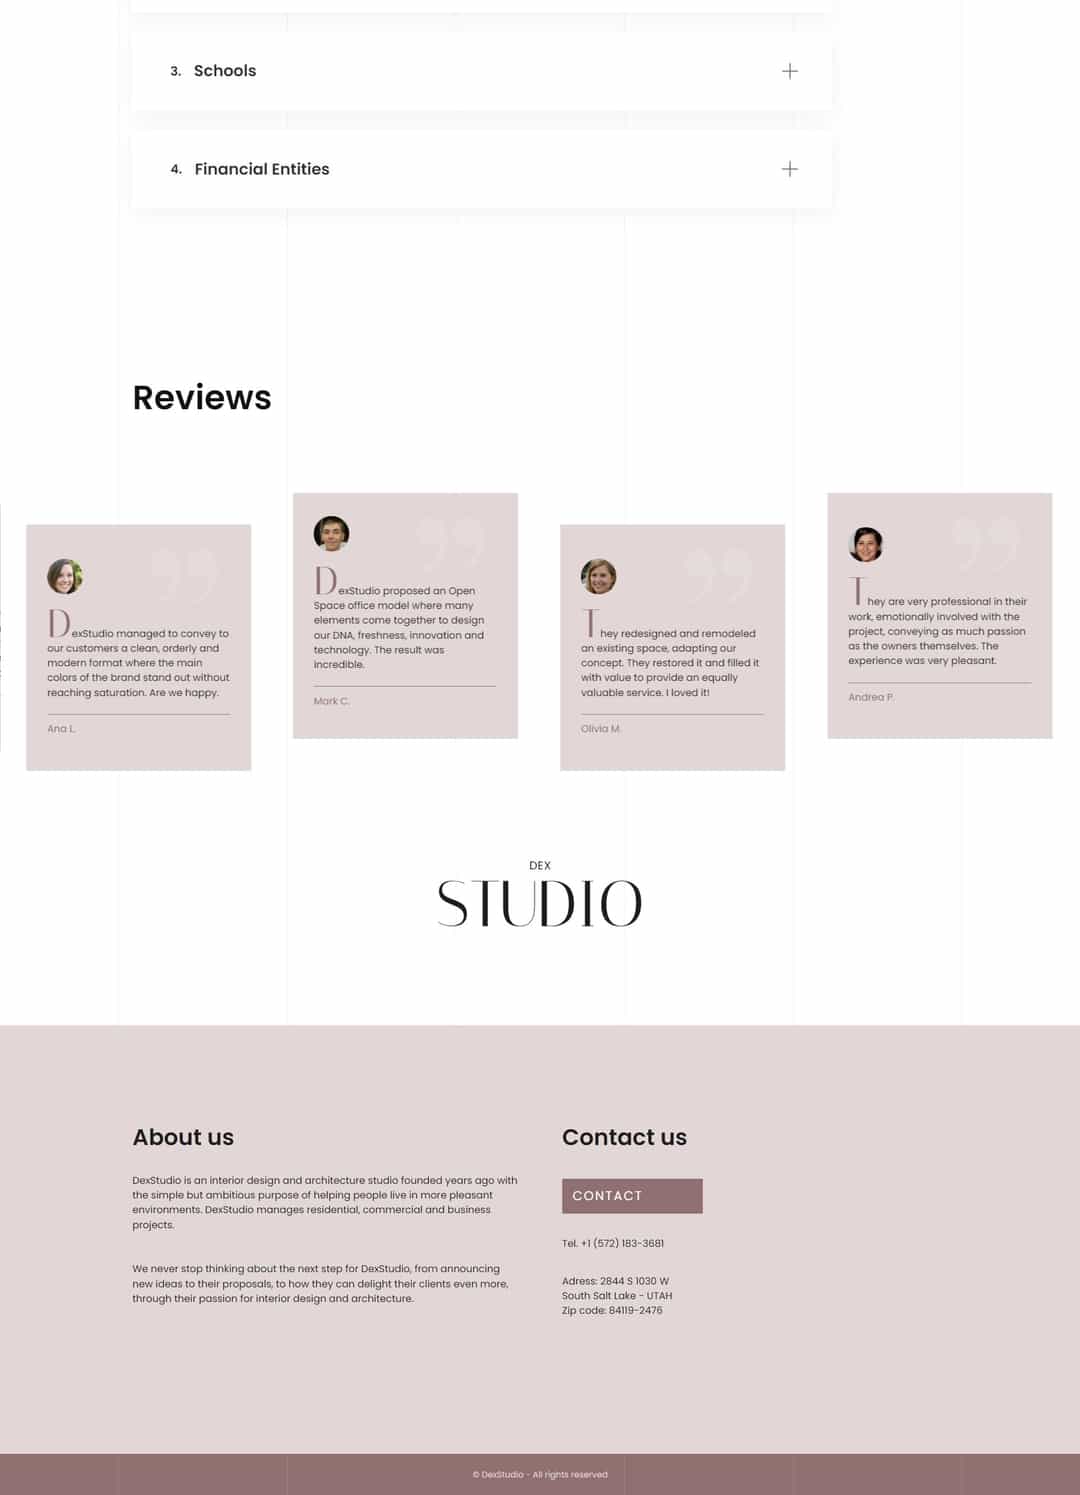 3. Schools
4. Financial Entities
Reviews
DexStudio managed to convey to
our customers a clean, orderly and
modern format where the main
colors of the brand stand out without
reaching saturation. Are we happy.
Ana L.
DexStudio proposed an Open
Space office model where many
elements come together to design
our DNA, freshness, innovation and
technology. The result was
incredible.
Mark C.
They redesigned and remodeled
an existing space, adapting our
concept. They restored it and filled it
with value to provide an equally
valuable service. I loved it!
Olivia M.
They are very professional in their
work, emotionally involved with the
project, conveying as much passion
as the owners themselves. The
experience was very pleasant.
Andrea P.
DEX
STUDIO
About us
DexStudio is an interior design and architecture studio founded years ago with
the simple but ambitious purpose of helping people live in more pleasant
environments. DexStudio manages residential, commercial and business
projects.
We never stop thinking about the next step for DexStudio, from announcing
new ideas to their proposals, to how they can delight their clients even more,
through their passion for interior design and architecture.
Contact us
CONTACT
Tel. +1 (572) 183-3681
Adress: 2844 S 1030 W
South Salt Lake - UTAH
Zip code: 84119-2476
© DexStudio - All rights reserved